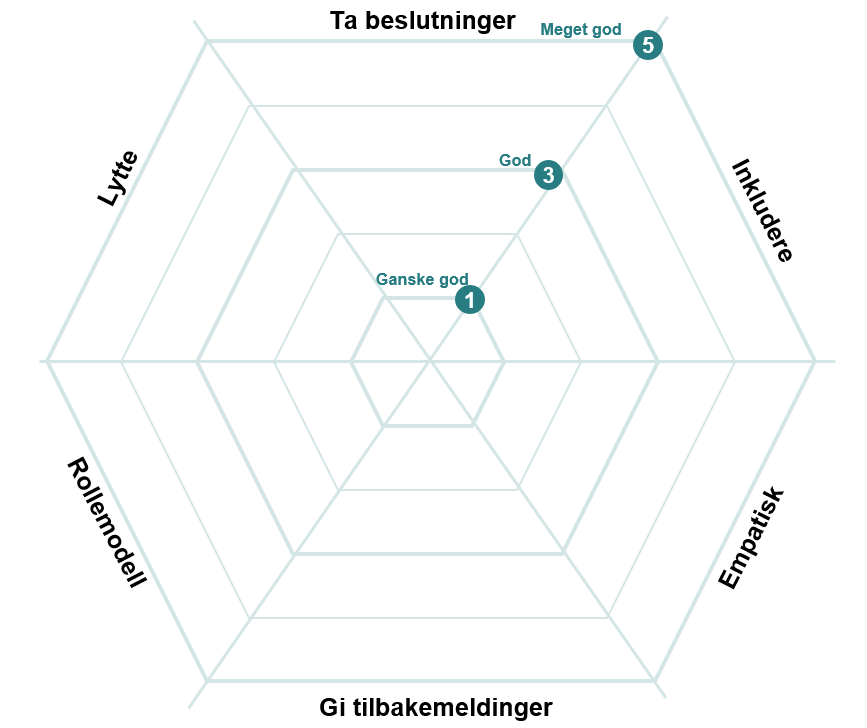 Ta beslutninger
Meget god
5
Lytte
God
3
Inkludere
Ganske god
1
Rollemodell
Empatisk
Gi tilbakemeldinger